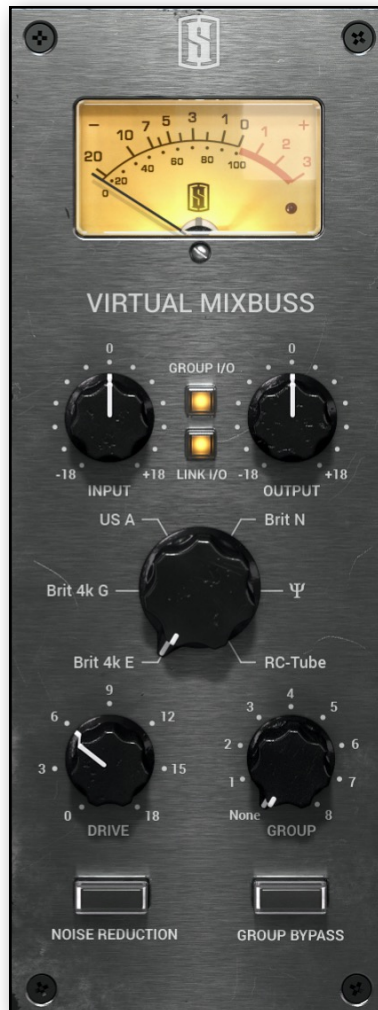 - +
20 10 7 5 3 1 0 1 2 3
0 20 40 60 80 100
VIRTUAL MIXBUSS
0 GROUP I/O 0
-18 +18 LINK I/O -18 +18
INPUT OUTPUT
US A Brit N
Brit 4k G Ψ
Brit 4k E RC-Tube
9
6 12
3 15
0 18
DRIVE
4
3 5
2 6
1 7
None 8
GROUP
NOISE REDUCTION GROUP BYPASS